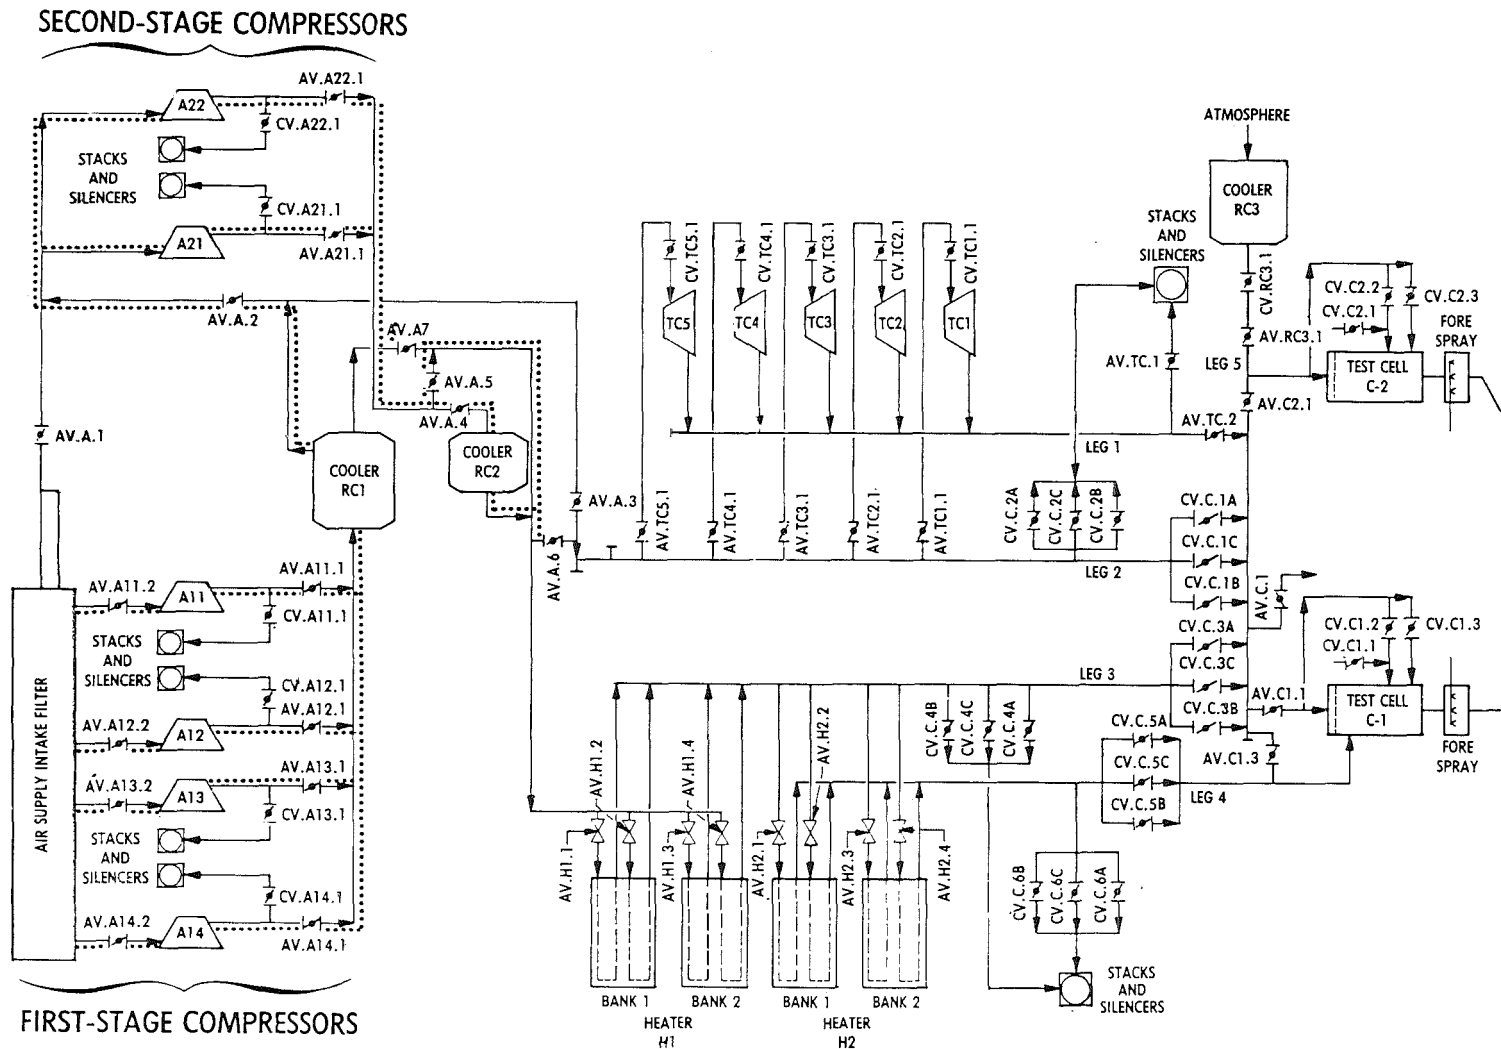 SECOND-STAGE COMPRESSORS
AV.A22.1
A22
CV.A22.1
STACKS
AND
SILENCERS
CV.A21.1
A21
AV.A21.1
AV.A.2
AV.A7
AV.A.5
AV.A.4
AV.A.1
COOLER
RC1
COOLER
RC2
AV.A.3
AV.A.6
AIR SUPPLY INTAKE FILTER
AV.A11.2
A11
AV.A11.1
CV.A11.1
STACKS
AND
SILENCERS
CV.A12.1
AV.A12.1
AV.A12.2
A12
AV.A13.1
AV.A13.2
A13
CV.A13.1
STACKS
AND
SILENCERS
CV.A14.1
AV.A14.2
A14
AV.A14.1
FIRST-STAGE COMPRESSORS
CV.TC5.1
CV.TC4.1
CV.TC3.1
CV.TC2.1
CV.TC1.1
TC5
TC4
TC3
TC2
TC1
AV.TC5.1
AV.TC4.1
AV.TC3.1
AV.TC2.1
AV.TC1.1
LEG 1
LEG 2
CV.C.2A
CV.C.2C
CV.C.2B
STACKS
AND
SILENCERS
AV.TC.1
AV.TC.2
ATMOSPHERE
COOLER
RC3
CV.RC3.1
AV.RC3.1
LEG 5
AV.C2.1
CV.C2.2
CV.C2.1
CV.C2.3
FORE
SPRAY
TEST CELL
C-2
CV.C.1A
CV.C.1C
CV.C.1B
AV.C.1
CV.C.3A
CV.C.3C
CV.C.3B
LEG 3
CV.C1.2
CV.C1.1
CV.C1.3
AV.C1.1
TEST CELL
C-1
FORE
SPRAY
AV.C1.3
CV.C.4B
CV.C.4C
CV.C.4A
CV.C.5A
CV.C.5C
CV.C.5B
LEG 4
AV.H1.2
AV.H1.4
AV.H2.2
AV.H1.1
AV.H1.3
AV.H2.1
AV.H2.3
AV.H2.4
BANK 1
BANK 2
BANK 1
BANK 2
HEATER
H1
HEATER
H2
CV.C.6B
CV.C.6C
CV.C.6A
STACKS
AND
SILENCERS